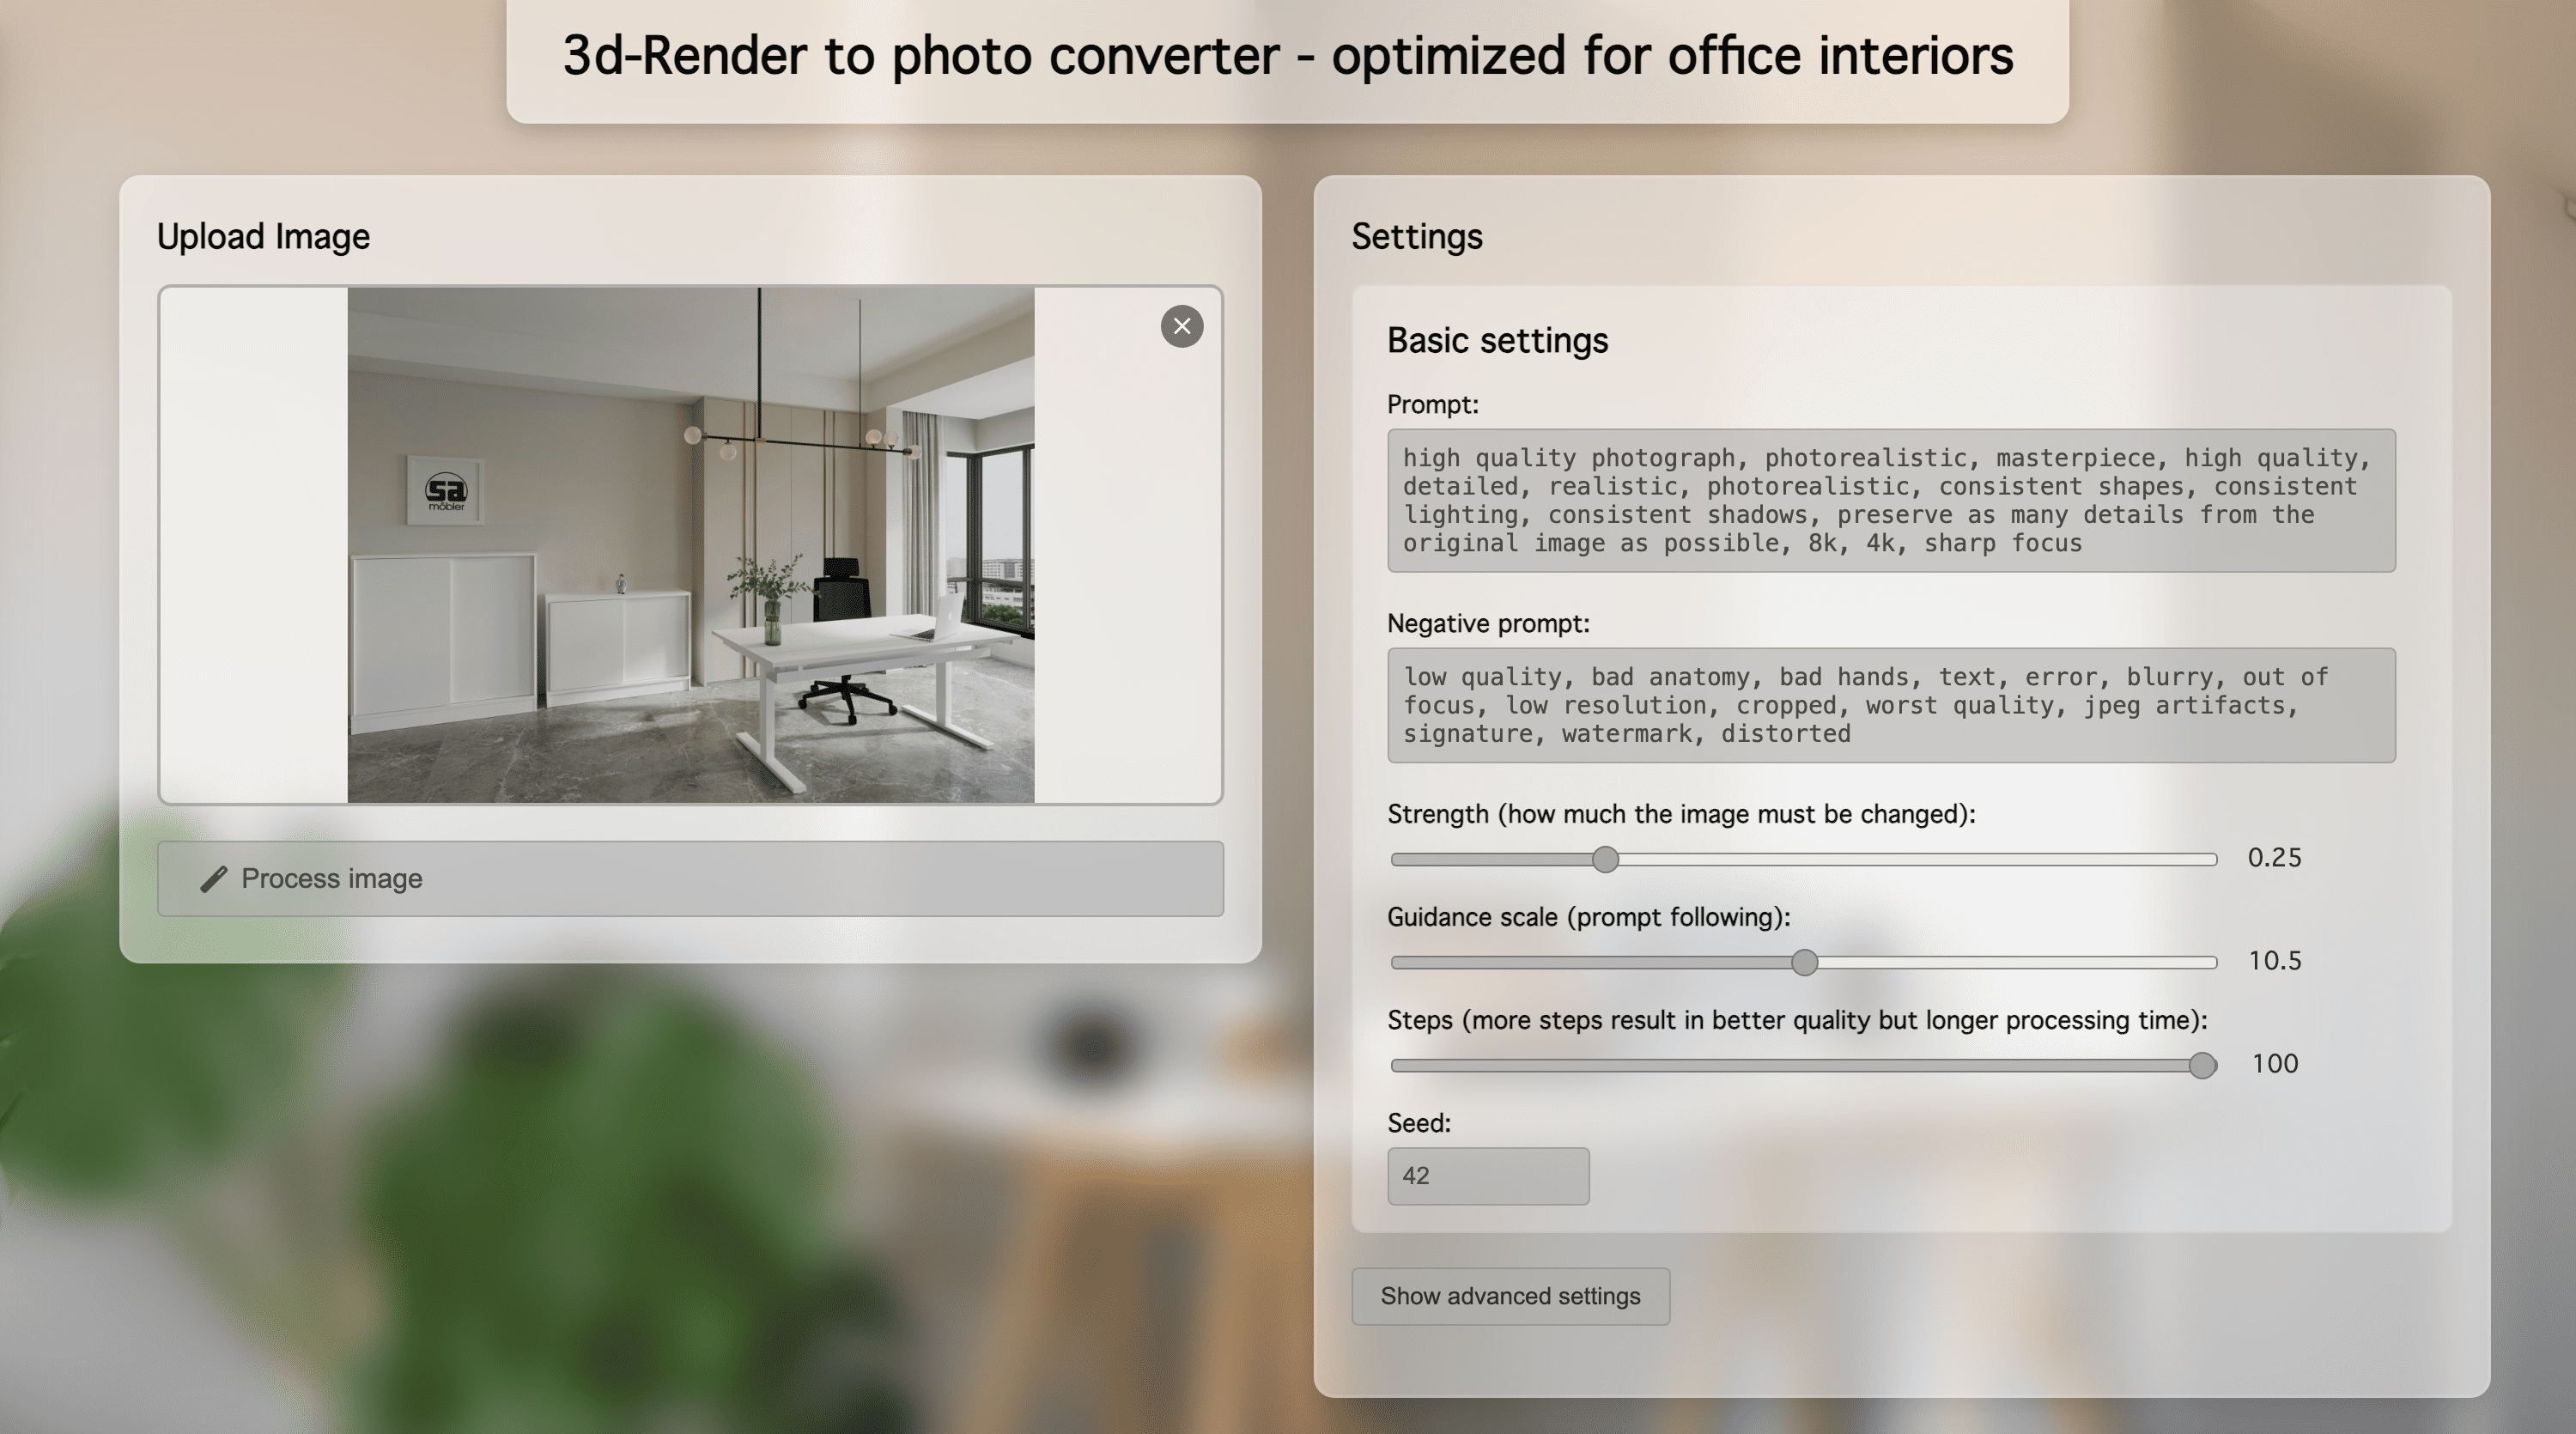 3d-Render to photo converter - optimized for office interiors
Upload Image
sa
möbler
Process image
Settings
Basic settings
Prompt:
high quality photograph, photorealistic, masterpiece, high quality,
detailed, realistic, photorealistic, consistent shapes, consistent
lighting, consistent shadows, preserve as many details from the
original image as possible, 8k, 4k, sharp focus
Negative prompt:
low quality, bad anatomy, bad hands, text, error, blurry, out of
focus, low resolution, cropped, worst quality, jpeg artifacts,
signature, watermark, distorted
Strength (how much the image must be changed):
0.25
Guidance scale (prompt following):
10.5
Steps (more steps result in better quality but longer processing time):
100
Seed:
42
Show advanced settings